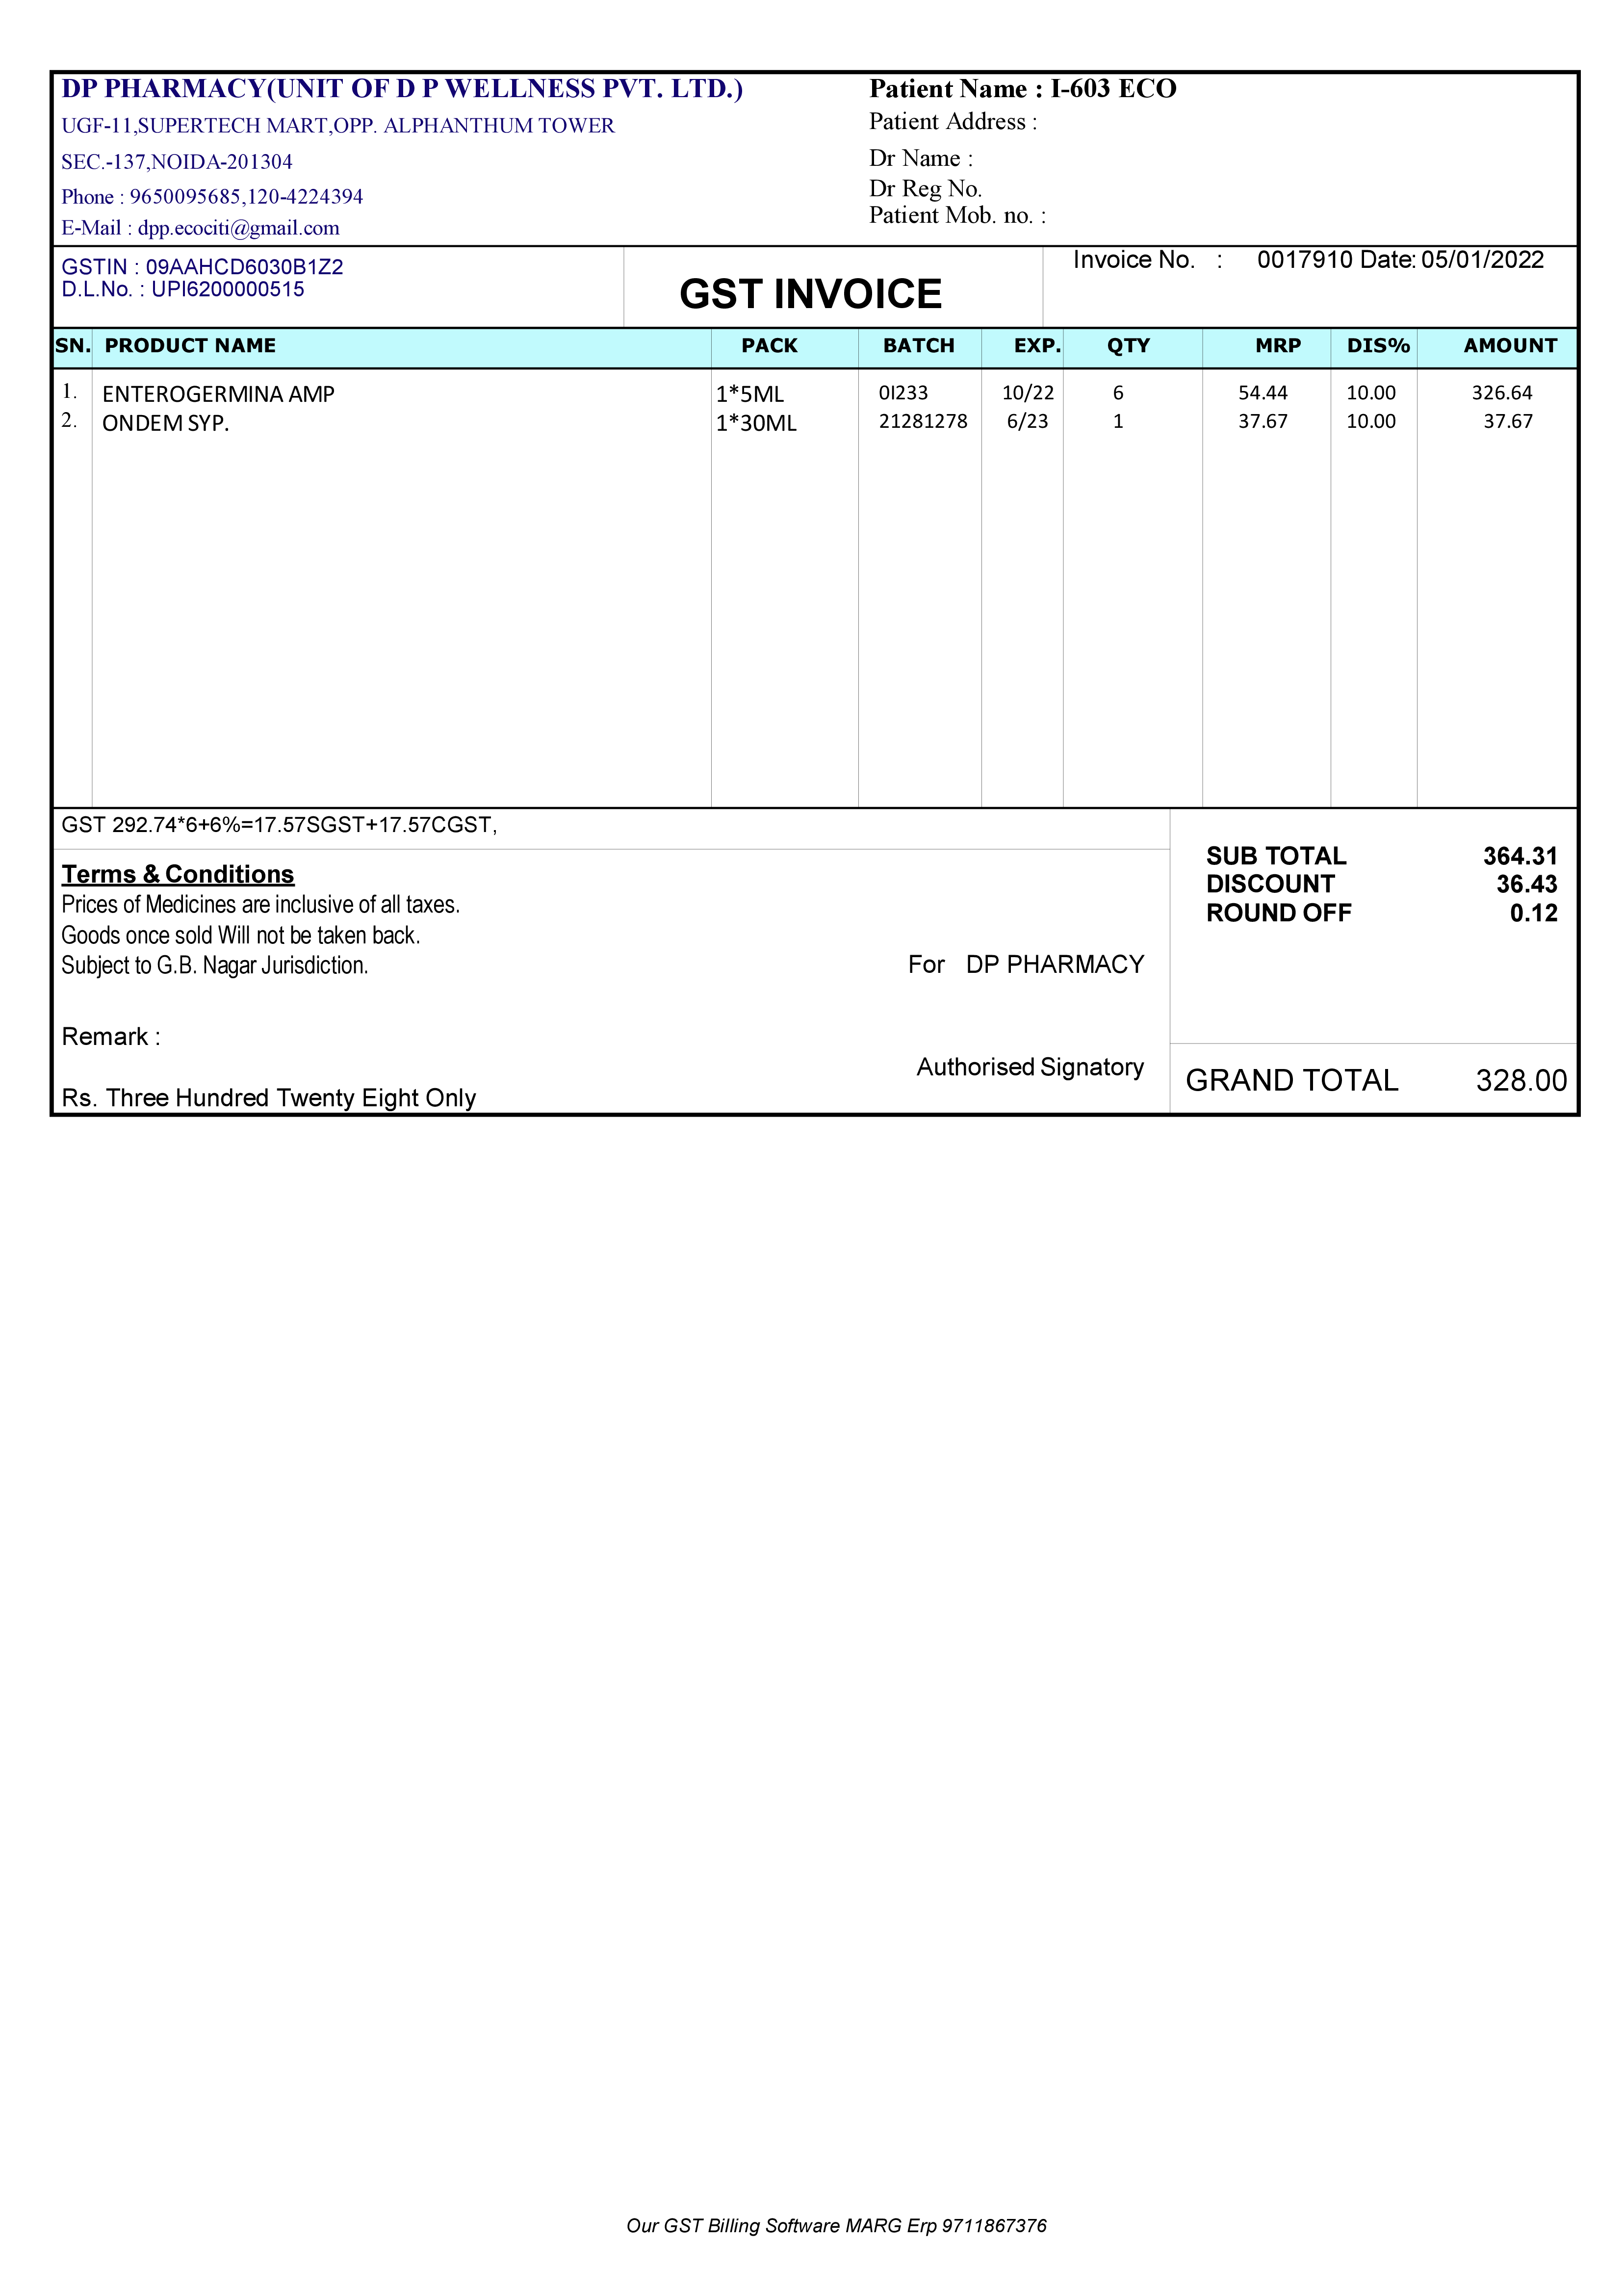 DP PHARMACY(UNIT OF D P WELLNESS PVT. LTD.)
UGF-11,SUPERTECH MART,OPP. ALPHANTHUM TOWER
SEC.-137,NOIDA-201304
Phone : 9650095685,120-4224394
E-Mail : dpp.ecociti@gmail.com
Patient Name : I-603 ECO
Patient Address :
Dr Name :
Dr Reg No.
Patient Mob. no. :
GSTIN : 09AAHCD6030B1Z2
D.L.No. : UPI6200000515
GST INVOICE
Invoice No. : 0017910 Date: 05/01/2022
SN. PRODUCT NAME PACK BATCH EXP. QTY MRP DIS% AMOUNT
1. ENTEROGERMINA AMP 1*5ML 0I233 10/22 6 54.44 10.00 326.64
2. ONDEM SYP. 1*30ML 21281278 6/23 1 37.67 10.00 37.67
GST 292.74*6+6%=17.57SGST+17.57CGST,
Terms & Conditions
Prices of Medicines are inclusive of all taxes.
Goods once sold Will not be taken back.
Subject to G.B. Nagar Jurisdiction.
For DP PHARMACY
Remark :
Authorised Signatory
Rs. Three Hundred Twenty Eight Only
SUB TOTAL 364.31
DISCOUNT 36.43
ROUND OFF 0.12
GRAND TOTAL 328.00
Our GST Billing Software MARG Erp 9711867376